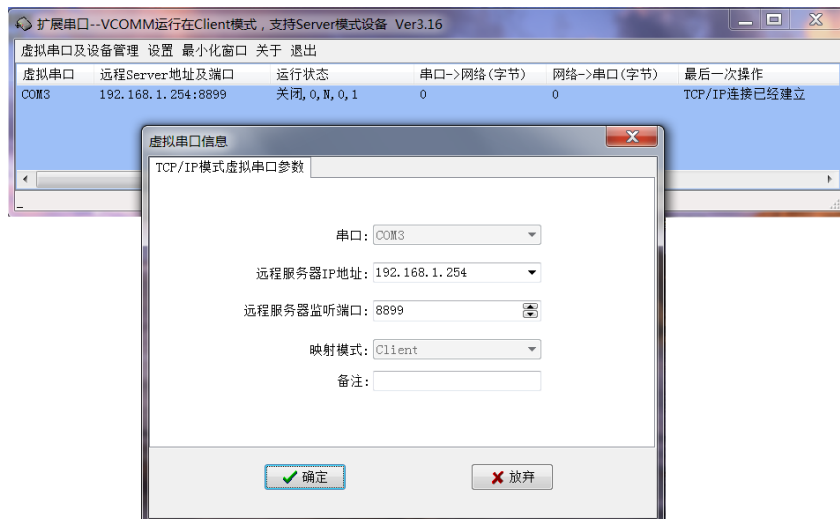 扩展串口--VCOMM运行在Client模式，支持Server模式设备 Ver3.16
虚拟串口及设备管理 设置 最小化窗口 关于 退出
虚拟串口 远程Server地址及端口 运行状态 串口->网络(字节) 网络->串口(字节) 最后一次操作
COM3 192.168.1.254:8899 关闭,0,N,0,1 0 0 TCP/IP连接已经建立
虚拟串口信息
TCP/IP模式虚拟串口参数
串口: COM3
远程服务器IP地址: 192.168.1.254
远程服务器监听端口: 8899
映射模式: Client
备注:
确定 放弃